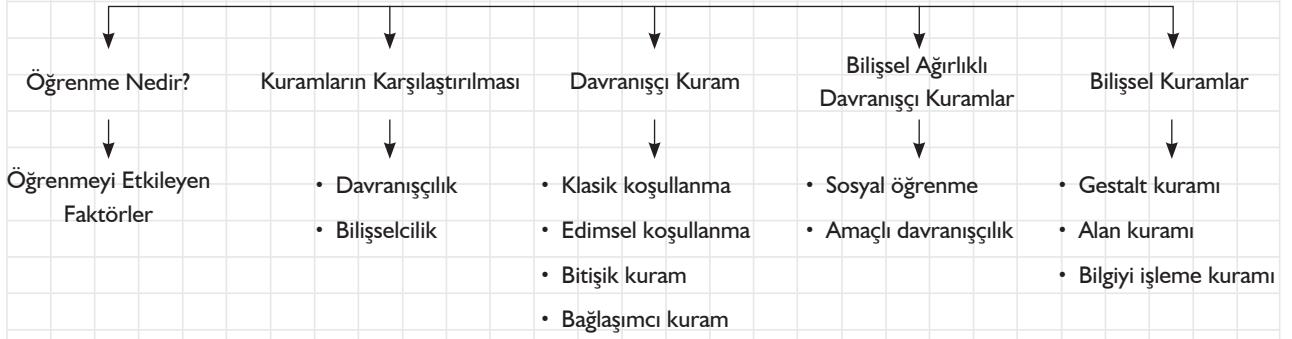 Öğrenme Nedir?
Öğrenmeyi Etkileyen
Faktörler
Kuramların Karşılaştırılması
• Davranışçılık
• Bilişselcilik
Davranışçı Kuram
• Klasik koşullanma
• Edimsel koşullanma
• Bitişik kuram
• Bağlaşımcı kuram
Bilişsel Ağırlıklı
Davranışçı Kuramlar
• Sosyal öğrenme
• Amaçlı davranışçılık
Bilişsel Kuramlar
• Gestalt kuramı
• Alan kuramı
• Bilgiyi işleme kuramı